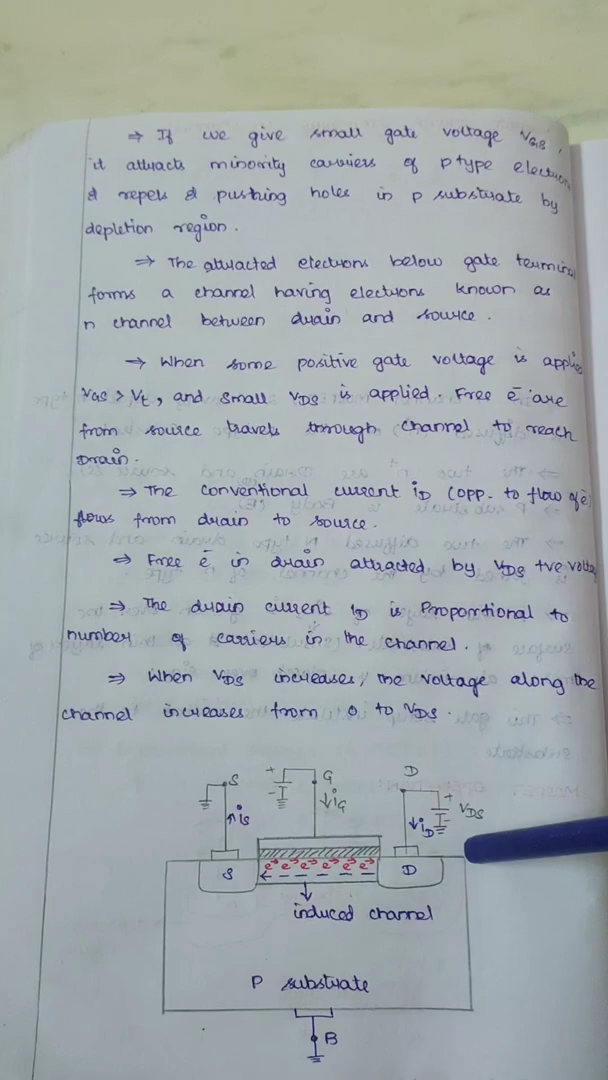 ⇒ If we give small gate voltage VGS,
it attracts minority carriers of p type electron
& repels & pushing holes in p substrate by
depletion region.
⇒ The attracted electrons below gate terminal
forms a channel having electrons known as
n channel between drain and source.
→ When some positive gate voltage is applied
VGS > Vt, and small VDS is applied. Free e⁻ are
from source travels through channel to reach
Drain.
⇒ The conventional current iD (opp. to flow of e⁻)
flows from drain to source.
⇒ Free e⁻ in drain attracted by VDS +ve voltag
⇒ The drain current ID is Proportional to
number of carriers in the channel.
⇒ When VDS increases, the voltage along the
channel increases from 0 to VDS.
S + - G D + - VDS
↑ iS ↓ iG ↓ iD
S e⁻ e⁻ e⁻ e⁻ e⁻ e⁻ D
induced channel
P substrate
B